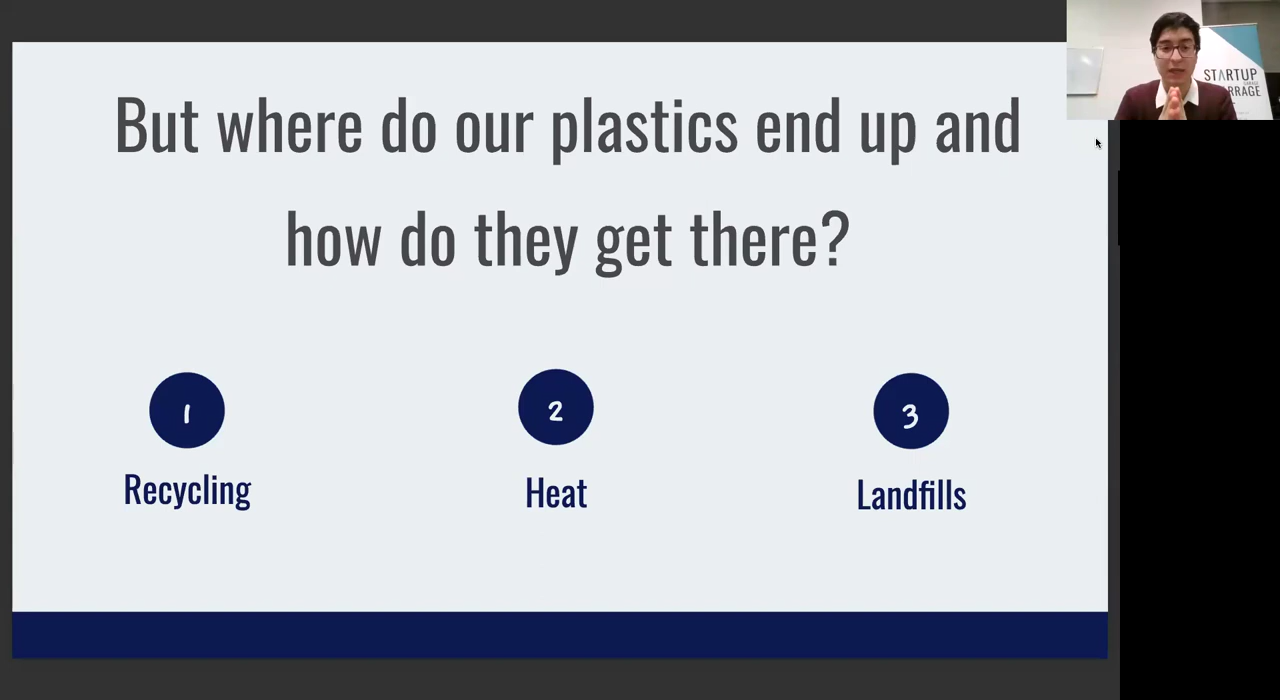 But where do our plastics end up and
how do they get there?
1
2
3
Recycling
Heat
Landfills
STARTUP